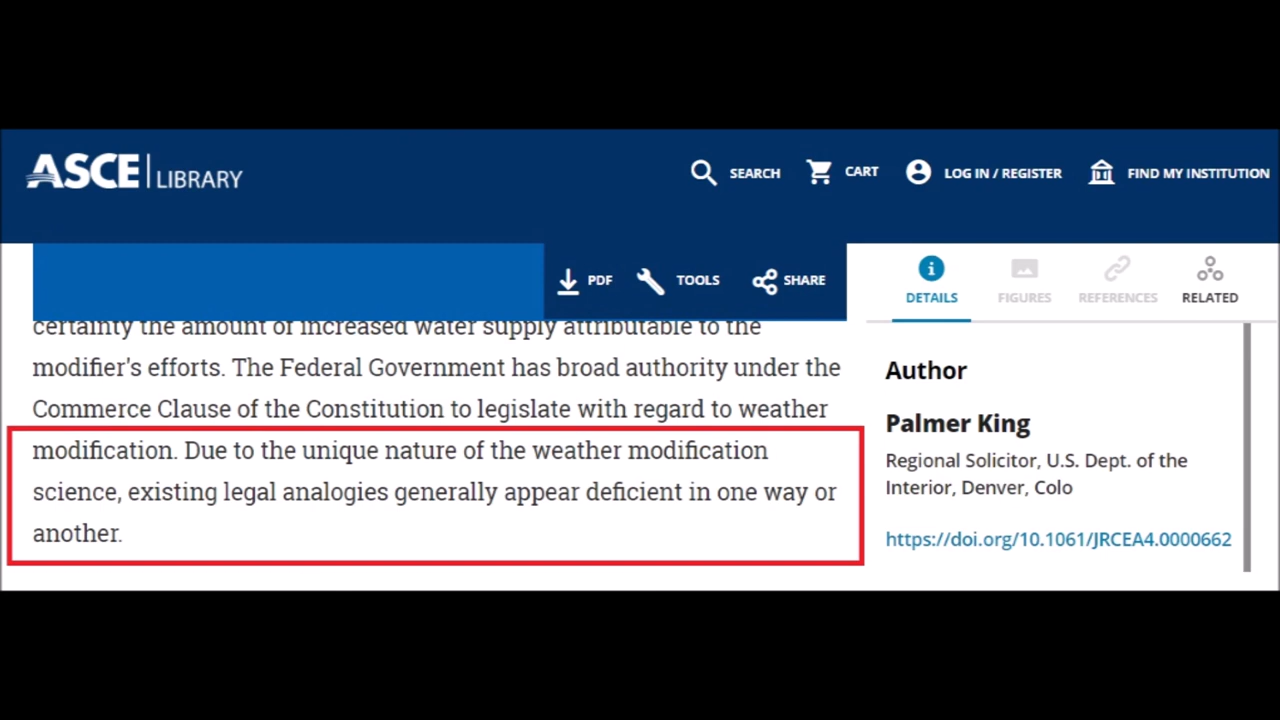 ASCE LIBRARY
SEARCH
CART
LOG IN / REGISTER
FIND MY INSTITUTION
PDF
TOOLS
SHARE
DETAILS
FIGURES
REFERENCES
RELATED
certainty the amount of increased water supply attributable to the
modifier's efforts. The Federal Government has broad authority under the
Commerce Clause of the Constitution to legislate with regard to weather
modification. Due to the unique nature of the weather modification
science, existing legal analogies generally appear deficient in one way or
another.
Author
Palmer King
Regional Solicitor, U.S. Dept. of the
Interior, Denver, Colo
https://doi.org/10.1061/JRCEA4.0000662